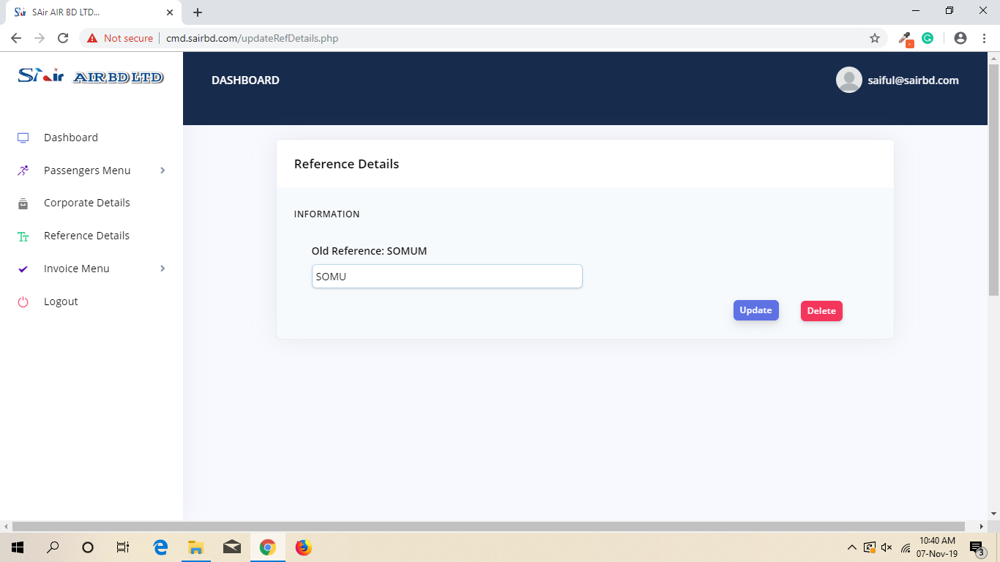 SAir AIR BD LTD...
Not secure
cmd.sairbd.com/updateRefDetails.php
SAir AIR BD LTD
DASHBOARD
saiful@sairbd.com
Dashboard
Passengers Menu
Corporate Details
Reference Details
Invoice Menu
Logout
Reference Details
INFORMATION
Old Reference: SOMUM
SOMU
Update
Delete
10:40 AM
07-Nov-19
3